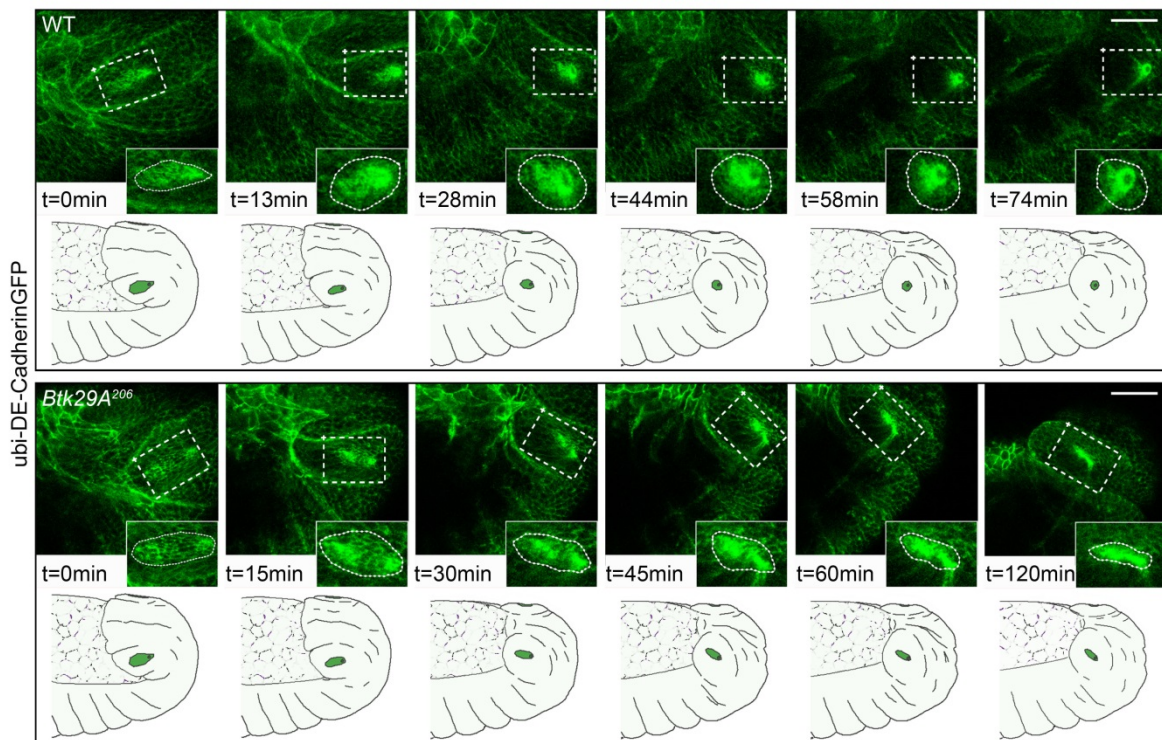 ubi-DE-CadherinGFP
WT
t=0min
t=13min
t=28min
t=44min
t=58min
t=74min
Btk29A²⁰⁶
t=0min
t=15min
t=30min
t=45min
t=60min
t=120min